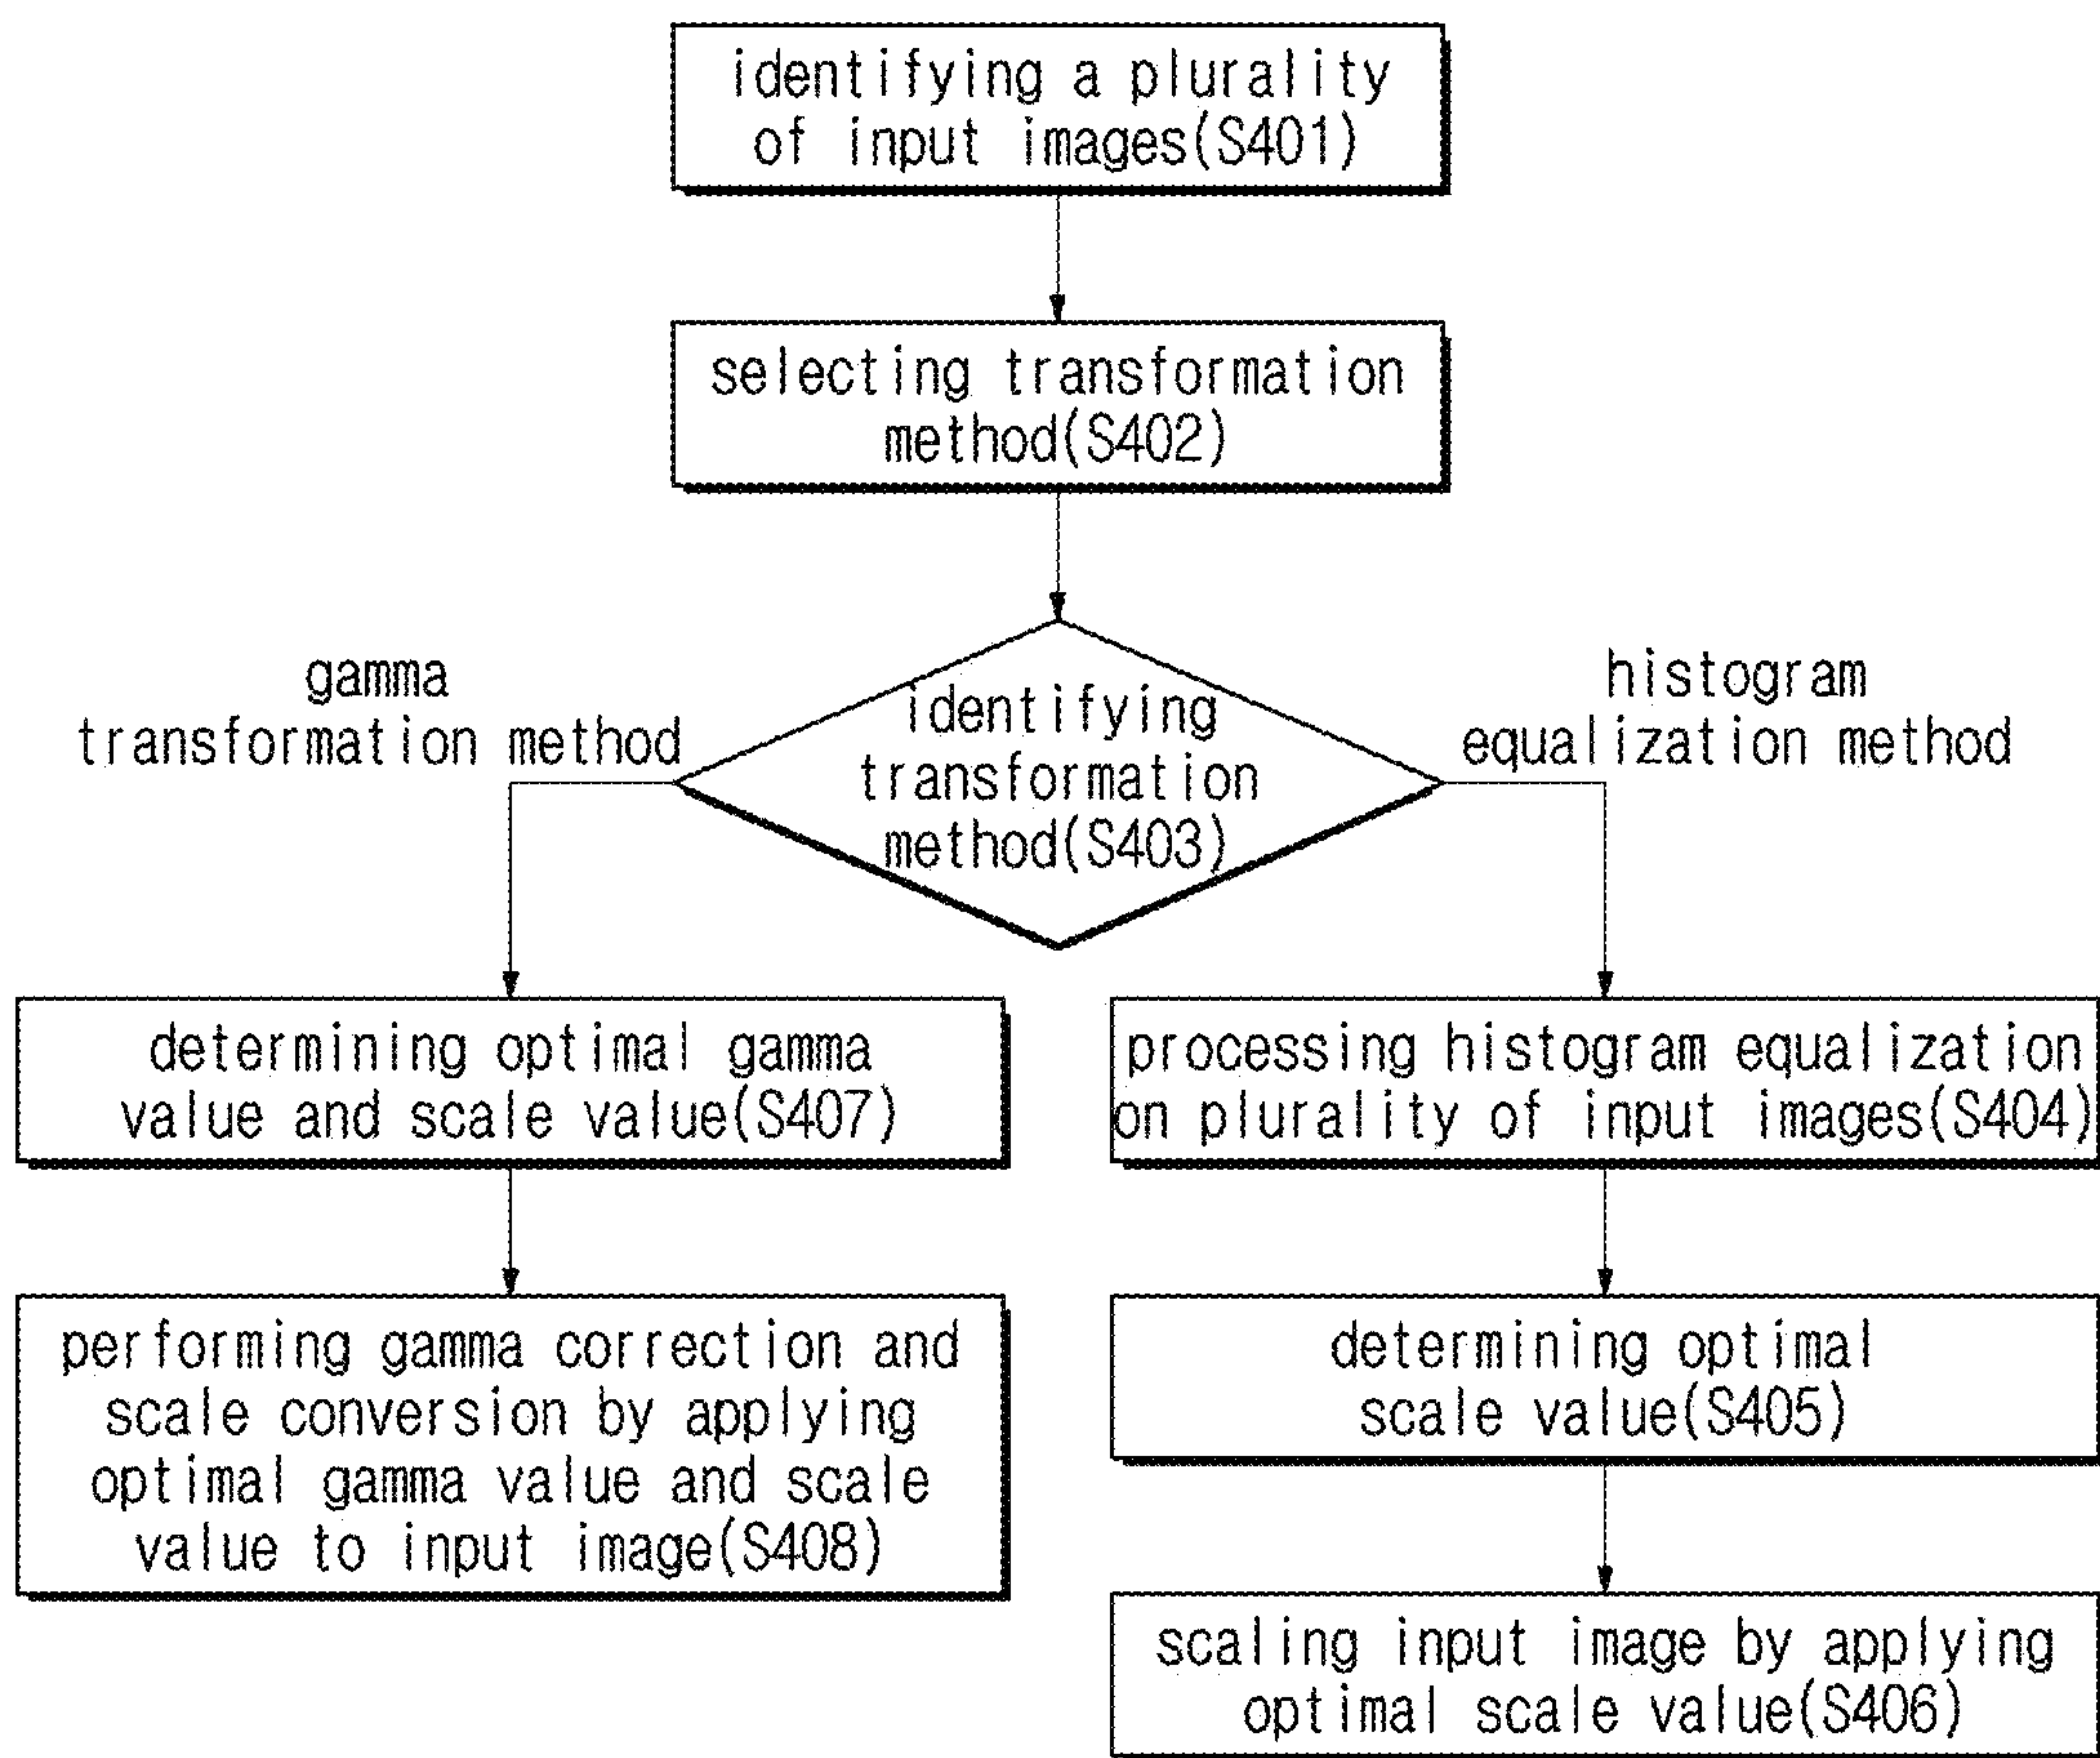 identifying a plurality
of input images(S401)
selecting transformation
method(S402)
identifying
transformation
method(S403)
gamma
transformation method
histogram
equalization method
determining optimal gamma
value and scale value(S407)
performing gamma correction and
scale conversion by applying
optimal gamma value and scale
value to input image(S408)
processing histogram equalization
on plurality of input images(S404)
determining optimal
scale value(S405)
scaling input image by applying
optimal scale value(S406)